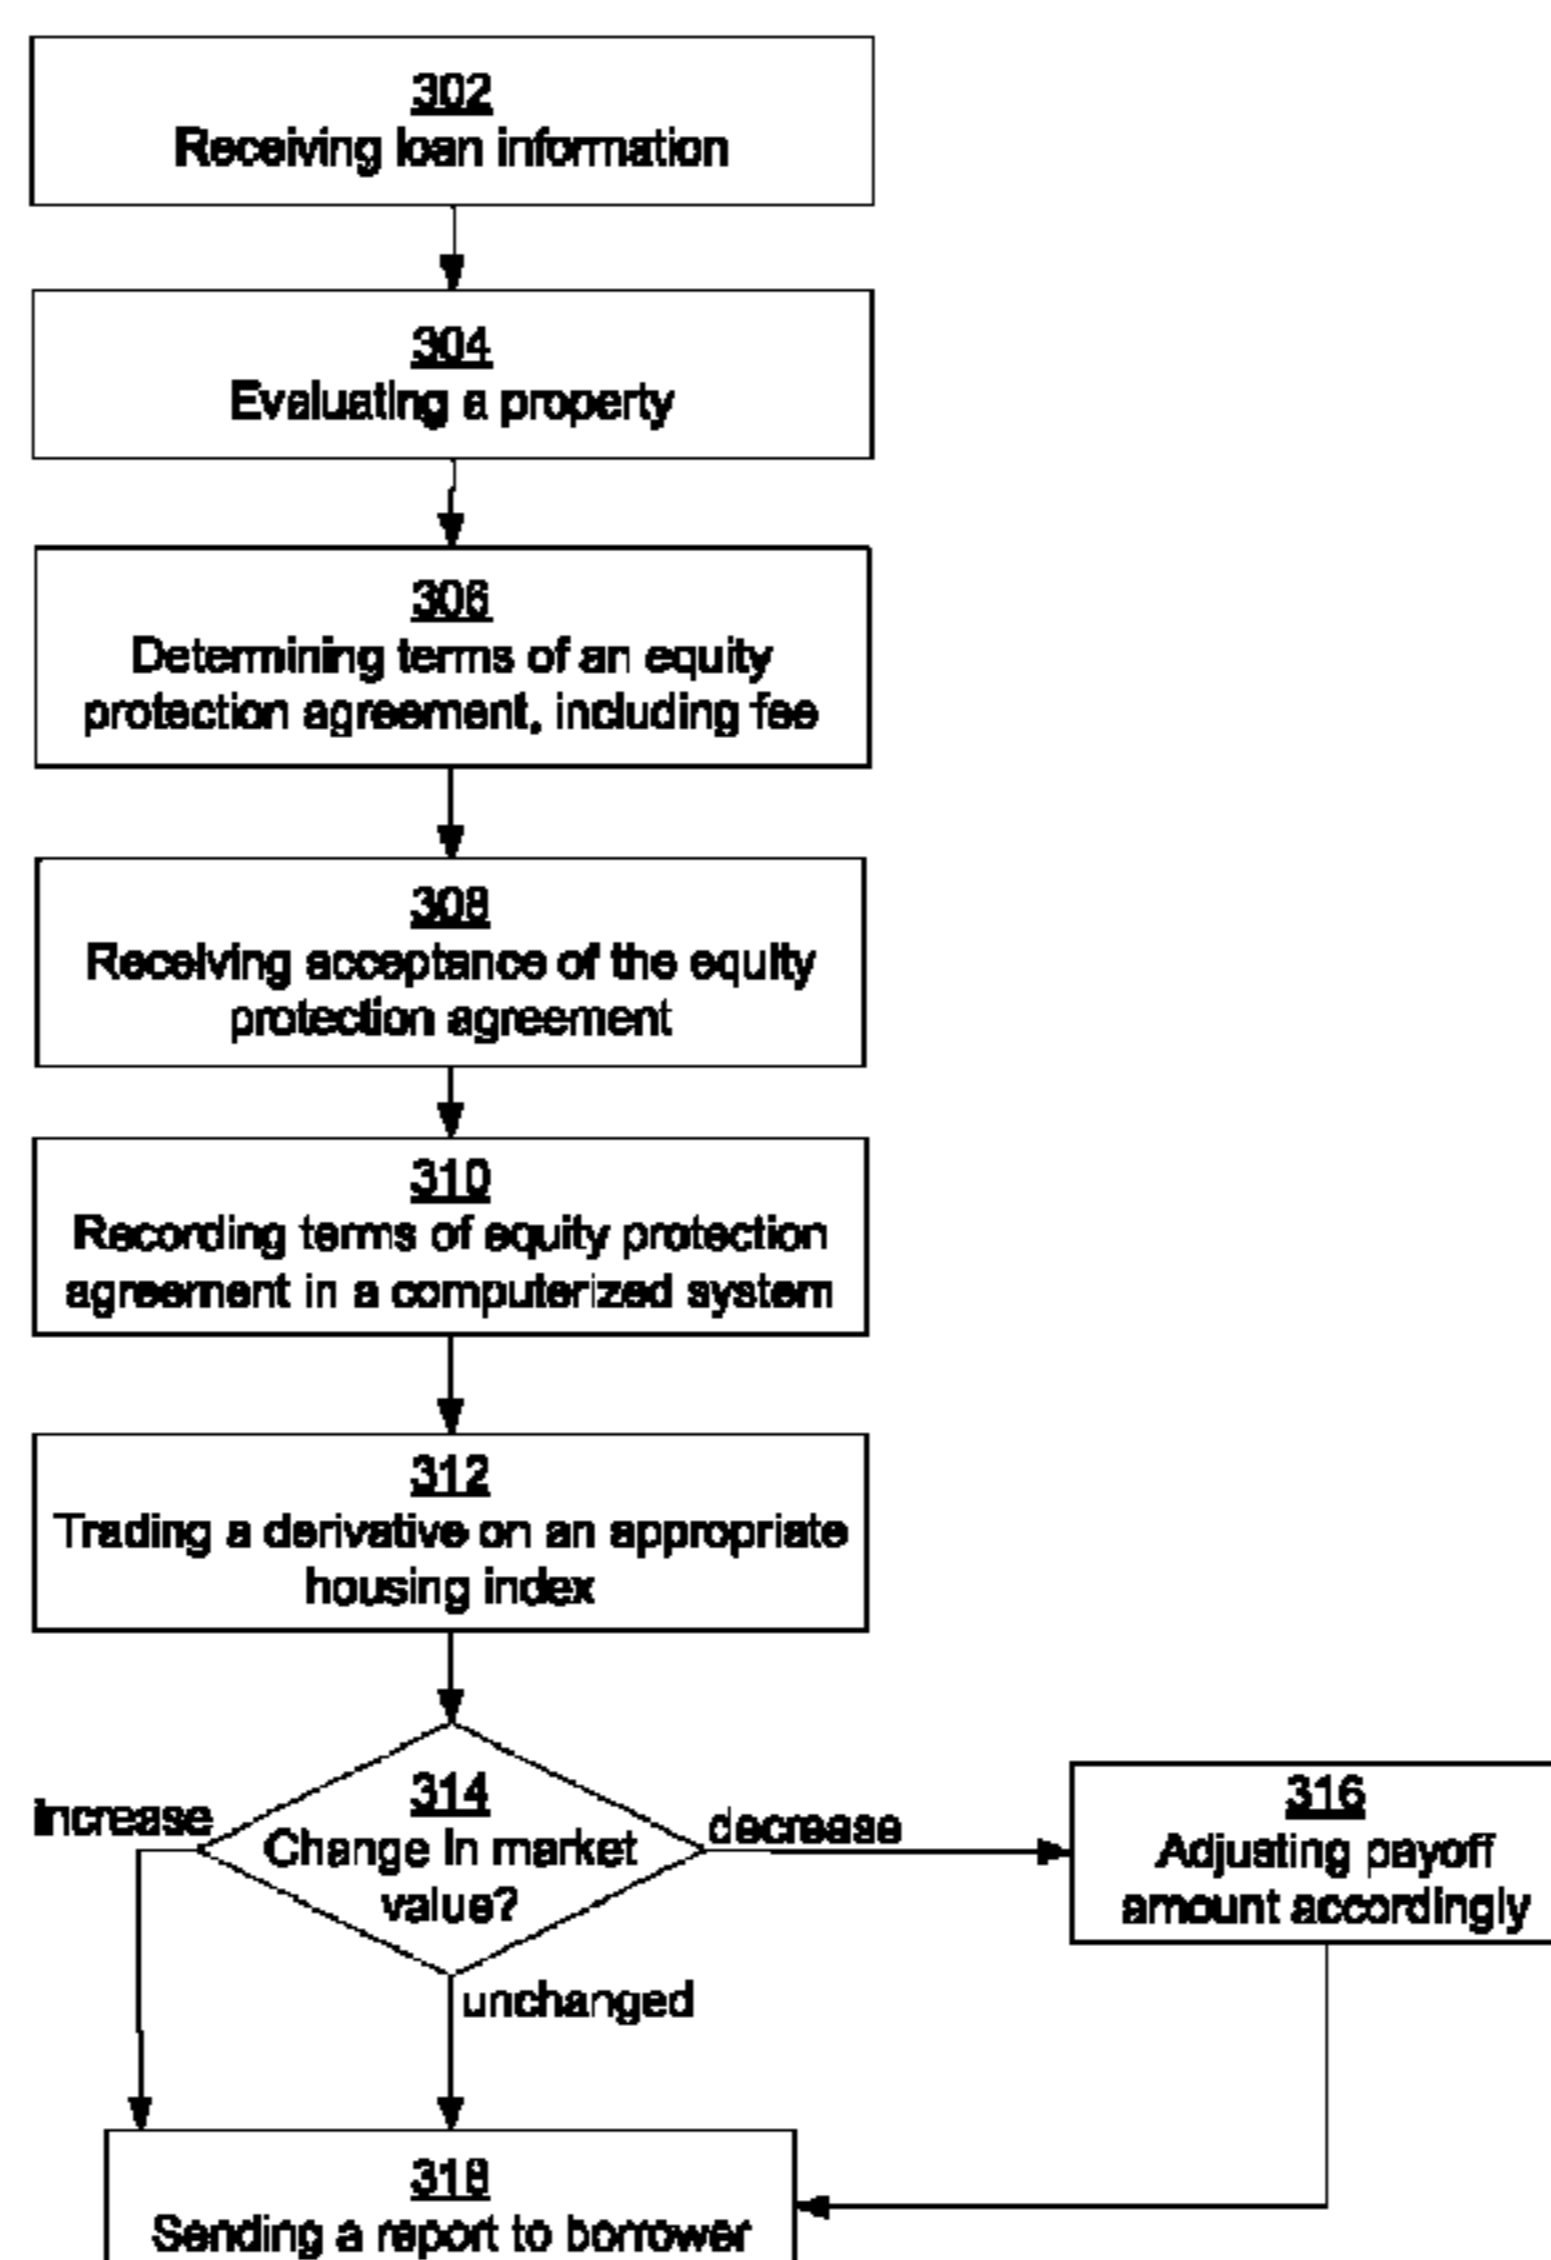 302
Receiving loan information
304
Evaluating a property
306
Determining terms of an equity
protection agreement, including fee
308
Receiving acceptance of the equity
protection agreement
310
Recording terms of equity protection
agreement in a computerized system
312
Trading a derivative on an appropriate
housing index
314
Change in market
value?
increase
decrease
unchanged
316
Adjusting payoff
amount accordingly
318
Sending a report to borrower